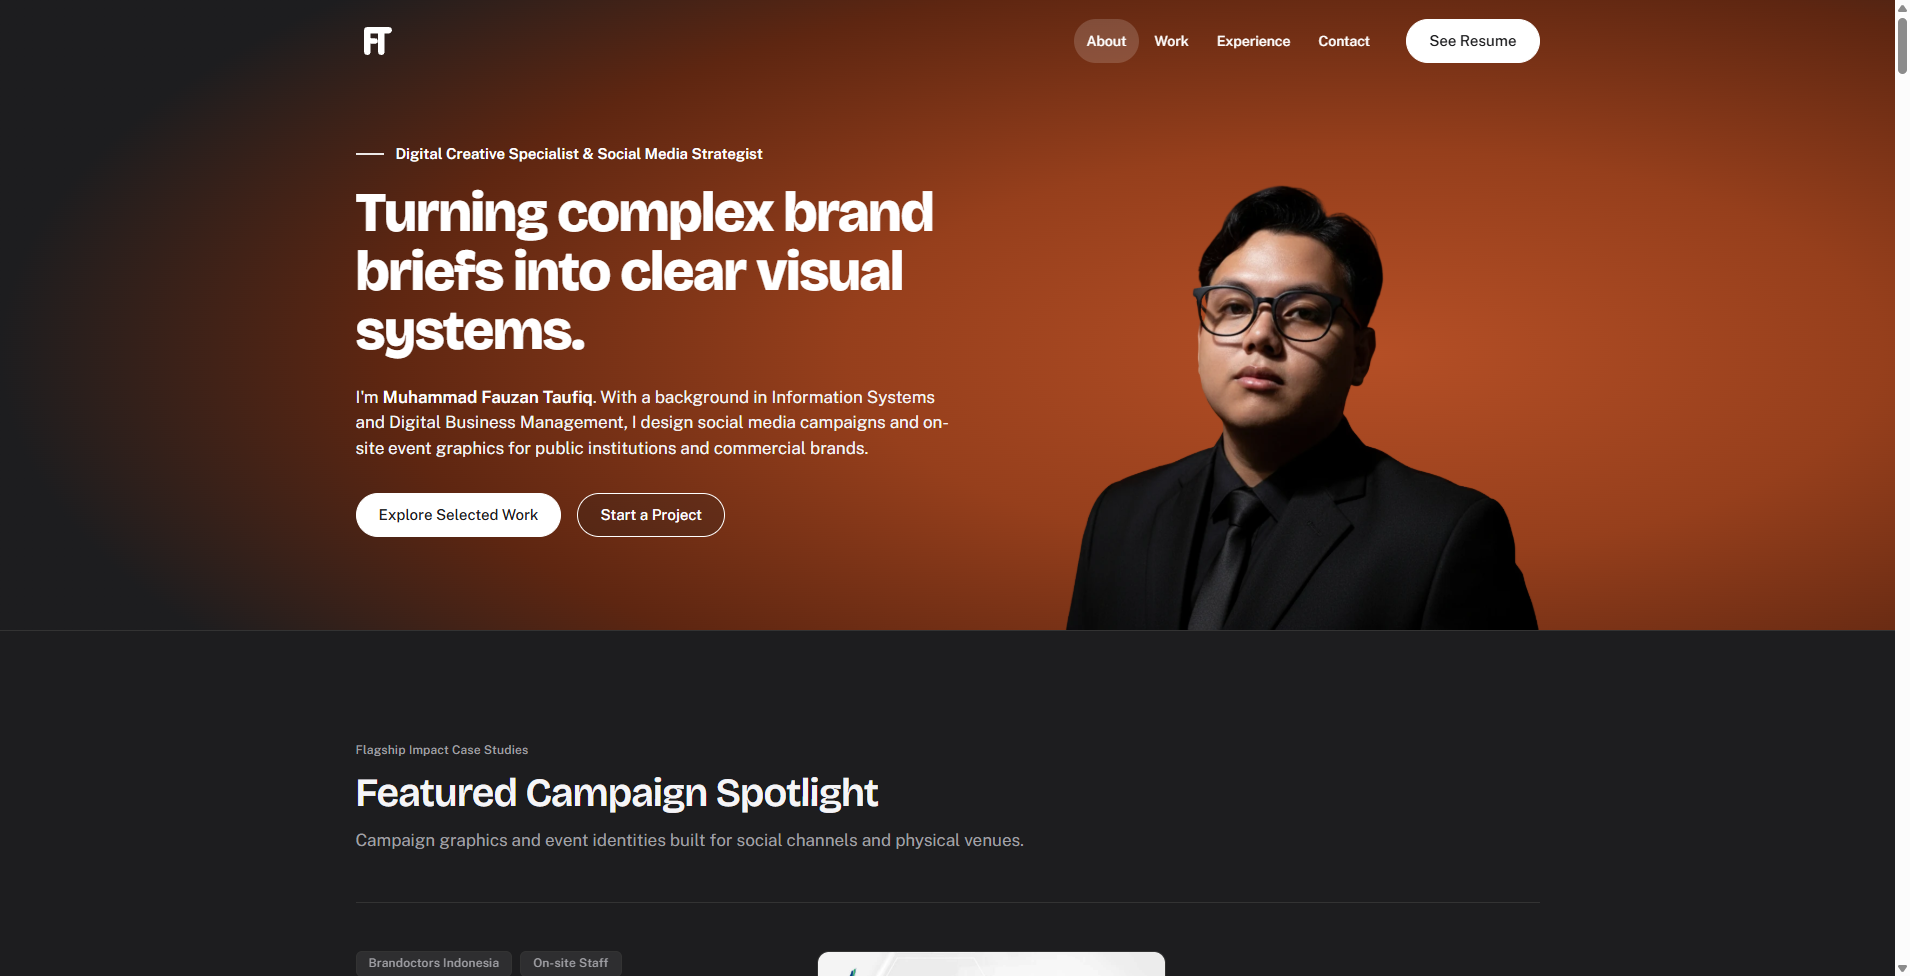 FT
About
Work
Experience
Contact
See Resume
Digital Creative Specialist & Social Media Strategist
Turning complex brand
briefs into clear visual
systems.
I'm Muhammad Fauzan Taufiq. With a background in Information Systems
and Digital Business Management, I design social media campaigns and on-
site event graphics for public institutions and commercial brands.
Explore Selected Work
Start a Project
Flagship Impact Case Studies
Featured Campaign Spotlight
Campaign graphics and event identities built for social channels and physical venues.
Brandoctors Indonesia
On-site Staff